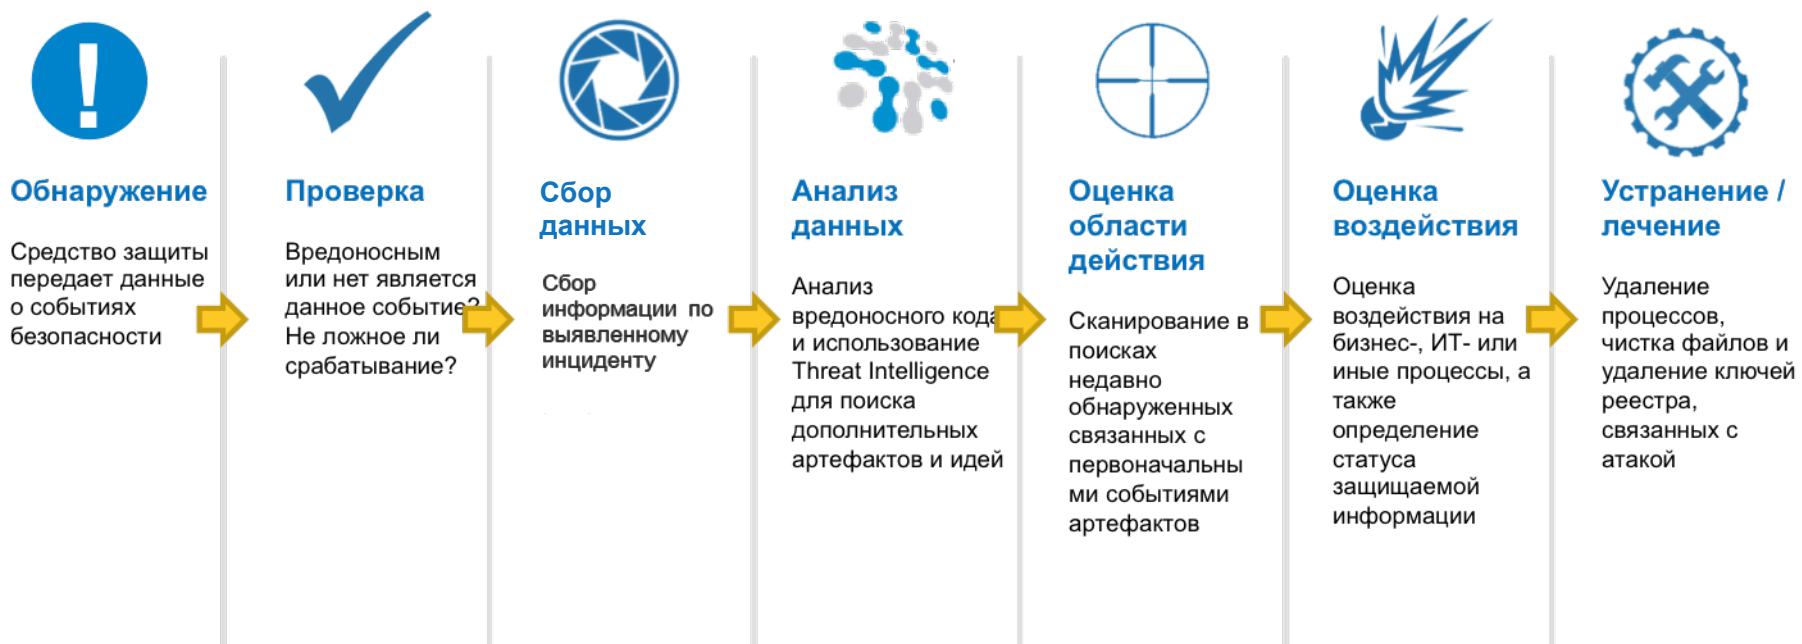 Обнаружение
Средство защиты
передает данные
о событиях
безопасности
Проверка
Вредоносным
или нет является
данное событие?
Не ложное ли
срабатывание?
Сбор
данных
Сбор
информации по
выявленному
инциденту
Анализ
данных
Анализ
вредоносного кода
и использование
Threat Intelligence
для поиска
дополнительных
артефактов и идей
Оценка
области
действия
Сканирование в
поисках
недавно
обнаруженных
связанных с
первоначальны
ми событиями
артефактов
Оценка
воздействия
Оценка
воздействия на
бизнес-, ИТ- или
иные процессы, а
также
определение
статуса
защищаемой
информации
Устранение /
лечение
Удаление
процессов,
чистка файлов и
удаление ключей
реестра,
связанных с
атакой